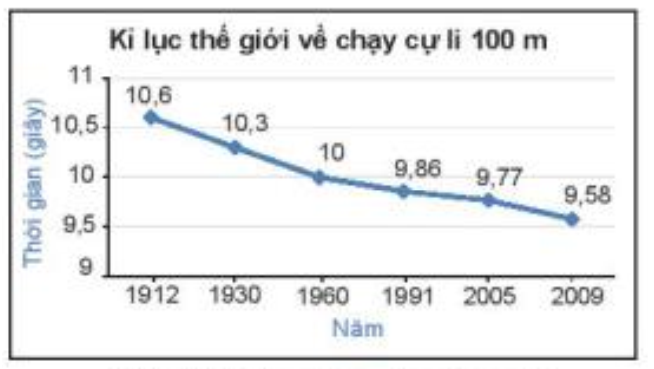 Kỉ lục thế giới về chạy cự li 100 m
Thời gian (giây)
11
10,5
10
9,5
9
10,6
10,3
10
9,86
9,77
9,58
1912 1930 1960 1991 2005 2009
Năm